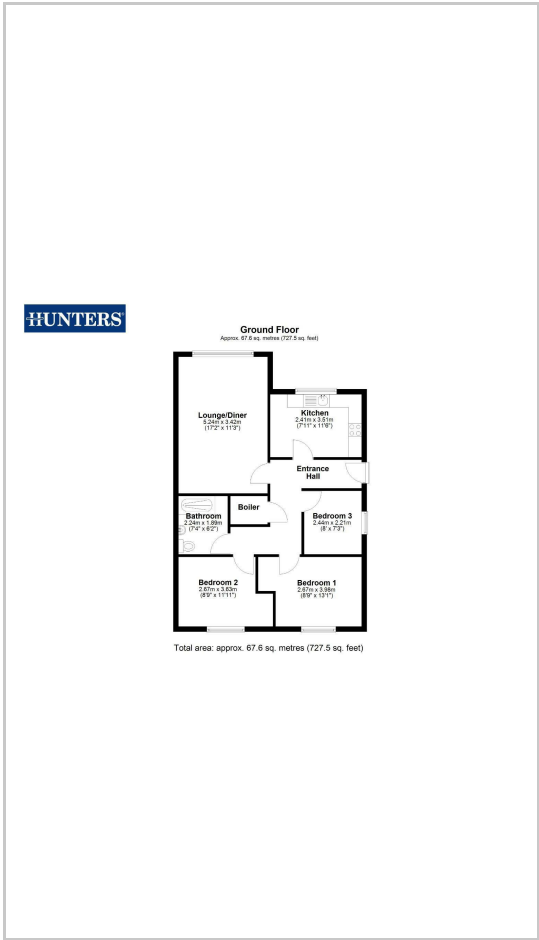 HUNTERS
Ground Floor
Approx. 67.6 sq. metres (727.5 sq. feet)
Lounge/Diner
5.24m x 3.42m
(17'2" x 11'3")
Kitchen
2.41m x 3.51m
(7'11" x 11'6")
Entrance
Hall
Boiler
Bathroom
2.24m x 1.89m
(7'4" x 6'2")
Bedroom 3
2.44m x 2.21m
(8' x 7'3")
Bedroom 2
2.67m x 3.63m
(8'9" x 11'11")
Bedroom 1
2.67m x 3.98m
(8'9" x 13'1")
Total area: approx. 67.6 sq. metres (727.5 sq. feet)